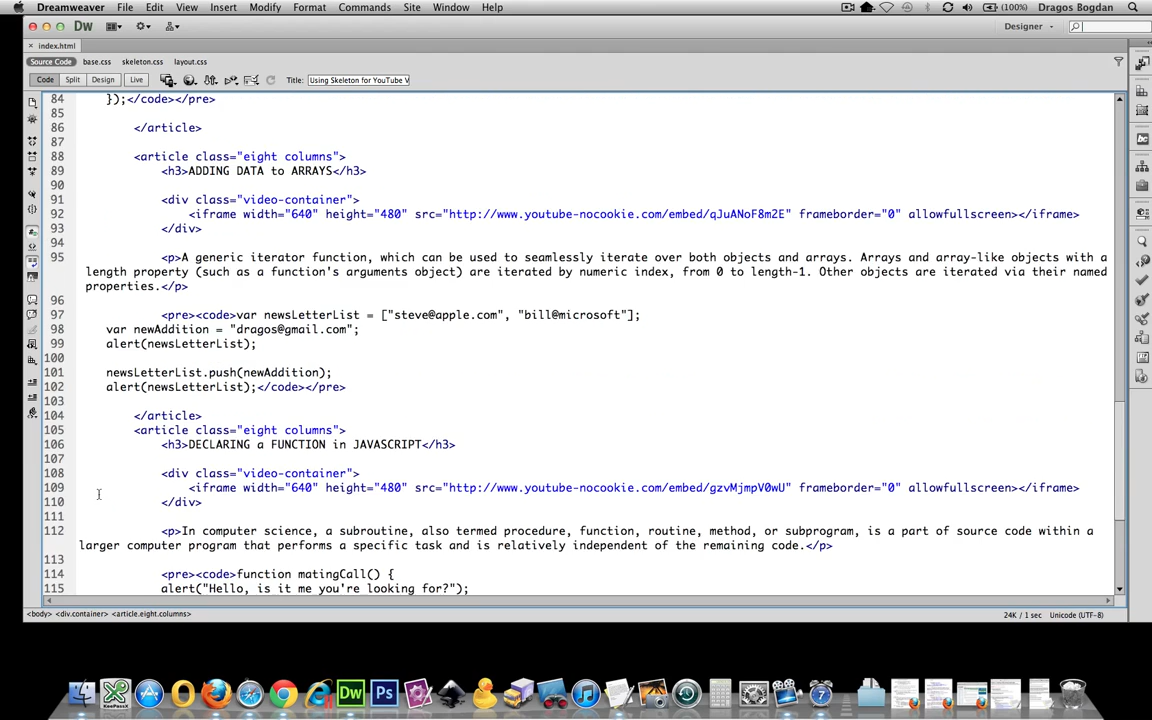 Dreamweaver File Edit View Insert Modify Format Commands Site Window Help (100%) Dragos Bogdan
Dw Designer
index.html
Source Code base.css skeleton.css layout.css
Code Split Design Live Title: Using Skeleton for YouTube V
84 });</code></pre>
85
86 </article>
87
88 <article class="eight columns">
89 <h3>ADDING DATA to ARRAYS</h3>
90
91 <div class="video-container">
92 <iframe width="640" height="480" src="http://www.youtube-nocookie.com/embed/qJuANoF8m2E" frameborder="0" allowfullscreen></iframe>
93 </div>
94
95 <p>A generic iterator function, which can be used to seamlessly iterate over both objects and arrays. Arrays and array-like objects with a
length property (such as a function's arguments object) are iterated by numeric index, from 0 to length-1. Other objects are iterated via their named
properties.</p>
96
97 <pre><code>var newsLetterList = ["steve@apple.com", "bill@microsoft"];
98 var newAddition = "dragos@gmail.com";
99 alert(newsLetterList);
100
101 newsLetterList.push(newAddition);
102 alert(newsLetterList);</code></pre>
103
104 </article>
105 <article class="eight columns">
106 <h3>DECLARING a FUNCTION in JAVASCRIPT</h3>
107
108 <div class="video-container">
109 <iframe width="640" height="480" src="http://www.youtube-nocookie.com/embed/gzvMjmpV0wU" frameborder="0" allowfullscreen></iframe>
110 </div>
111
112 <p>In computer science, a subroutine, also termed procedure, function, routine, method, or subprogram, is a part of source code within a
larger computer program that performs a specific task and is relatively independent of the remaining code.</p>
113
114 <pre><code>function matingCall() {
115 alert("Hello, is it me you're looking for?");
<body> <div.container> <article.eight.columns> 24K / 1 sec Unicode (UTF-8)
Dw Ps 7